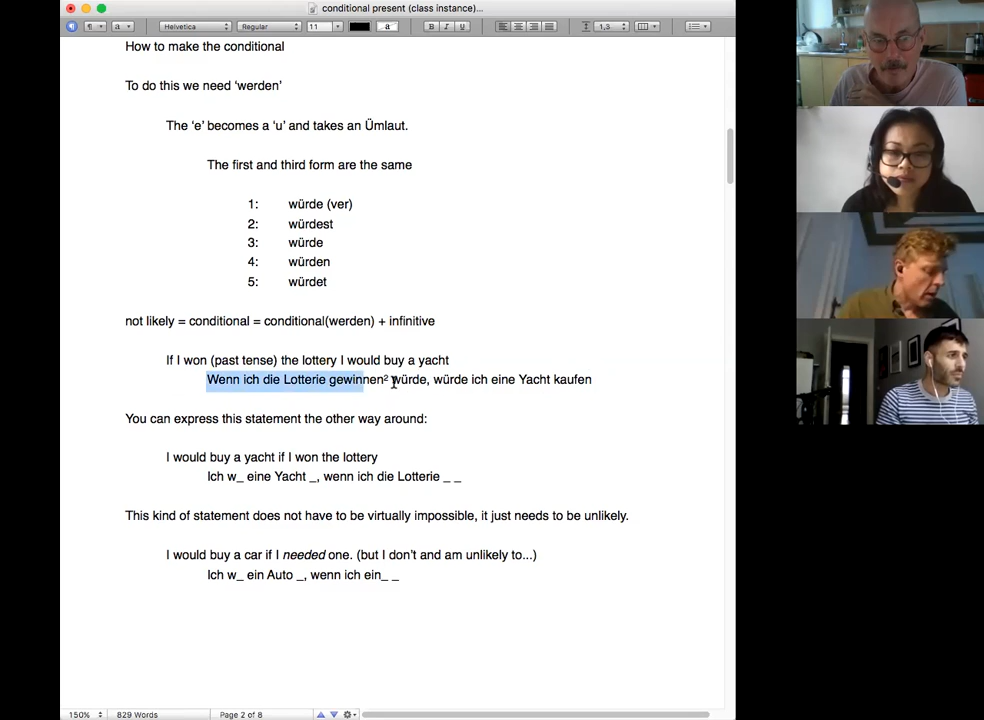 conditional present (class instance)...
Helvetica Regular 11 a B I U 1,3
How to make the conditional
To do this we need ‘werden’
The ‘e’ becomes a ‘u’ and takes an Ümlaut.
The first and third form are the same
1: würde (ver)
2: würdest
3: würde
4: würden
5: würdet
not likely = conditional = conditional(werden) + infinitive
If I won (past tense) the lottery I would buy a yacht
Wenn ich die Lotterie gewinnen² würde, würde ich eine Yacht kaufen
You can express this statement the other way around:
I would buy a yacht if I won the lottery
Ich w_ eine Yacht _, wenn ich die Lotterie _ _
This kind of statement does not have to be virtually impossible, it just needs to be unlikely.
I would buy a car if I needed one. (but I don’t and am unlikely to...)
Ich w_ ein Auto _, wenn ich ein_ _
150% 829 Words Page 2 of 8